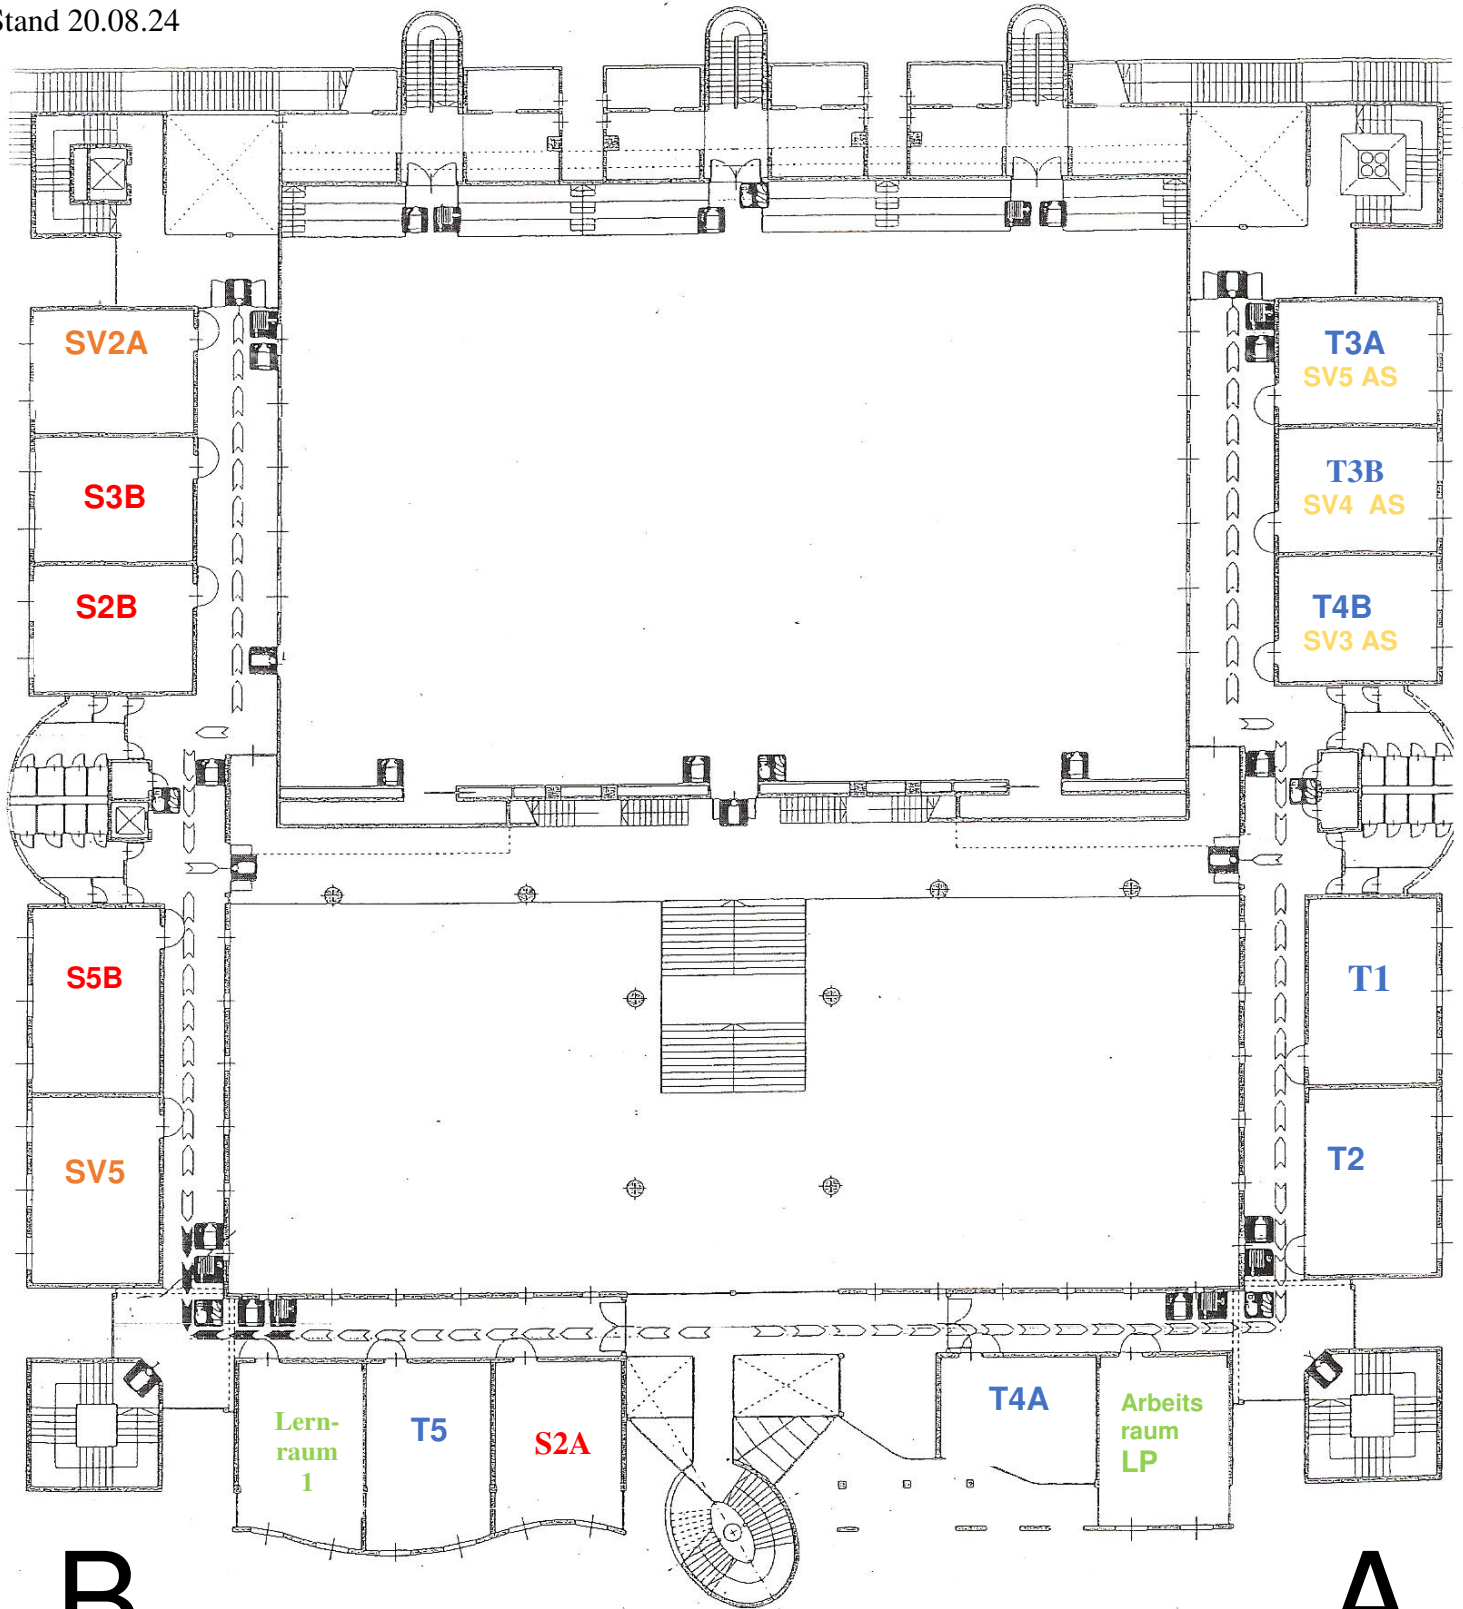 Stand 20.08.24
SV2A
T3A
SV5 AS
S3B
T3B
SV4 AS
S2B
T4B
SV3 AS
S5B
T1
SV5
T2
Lern-
raum
1
T5
S2A
T4A
Arbeits
raum
LP
B
A